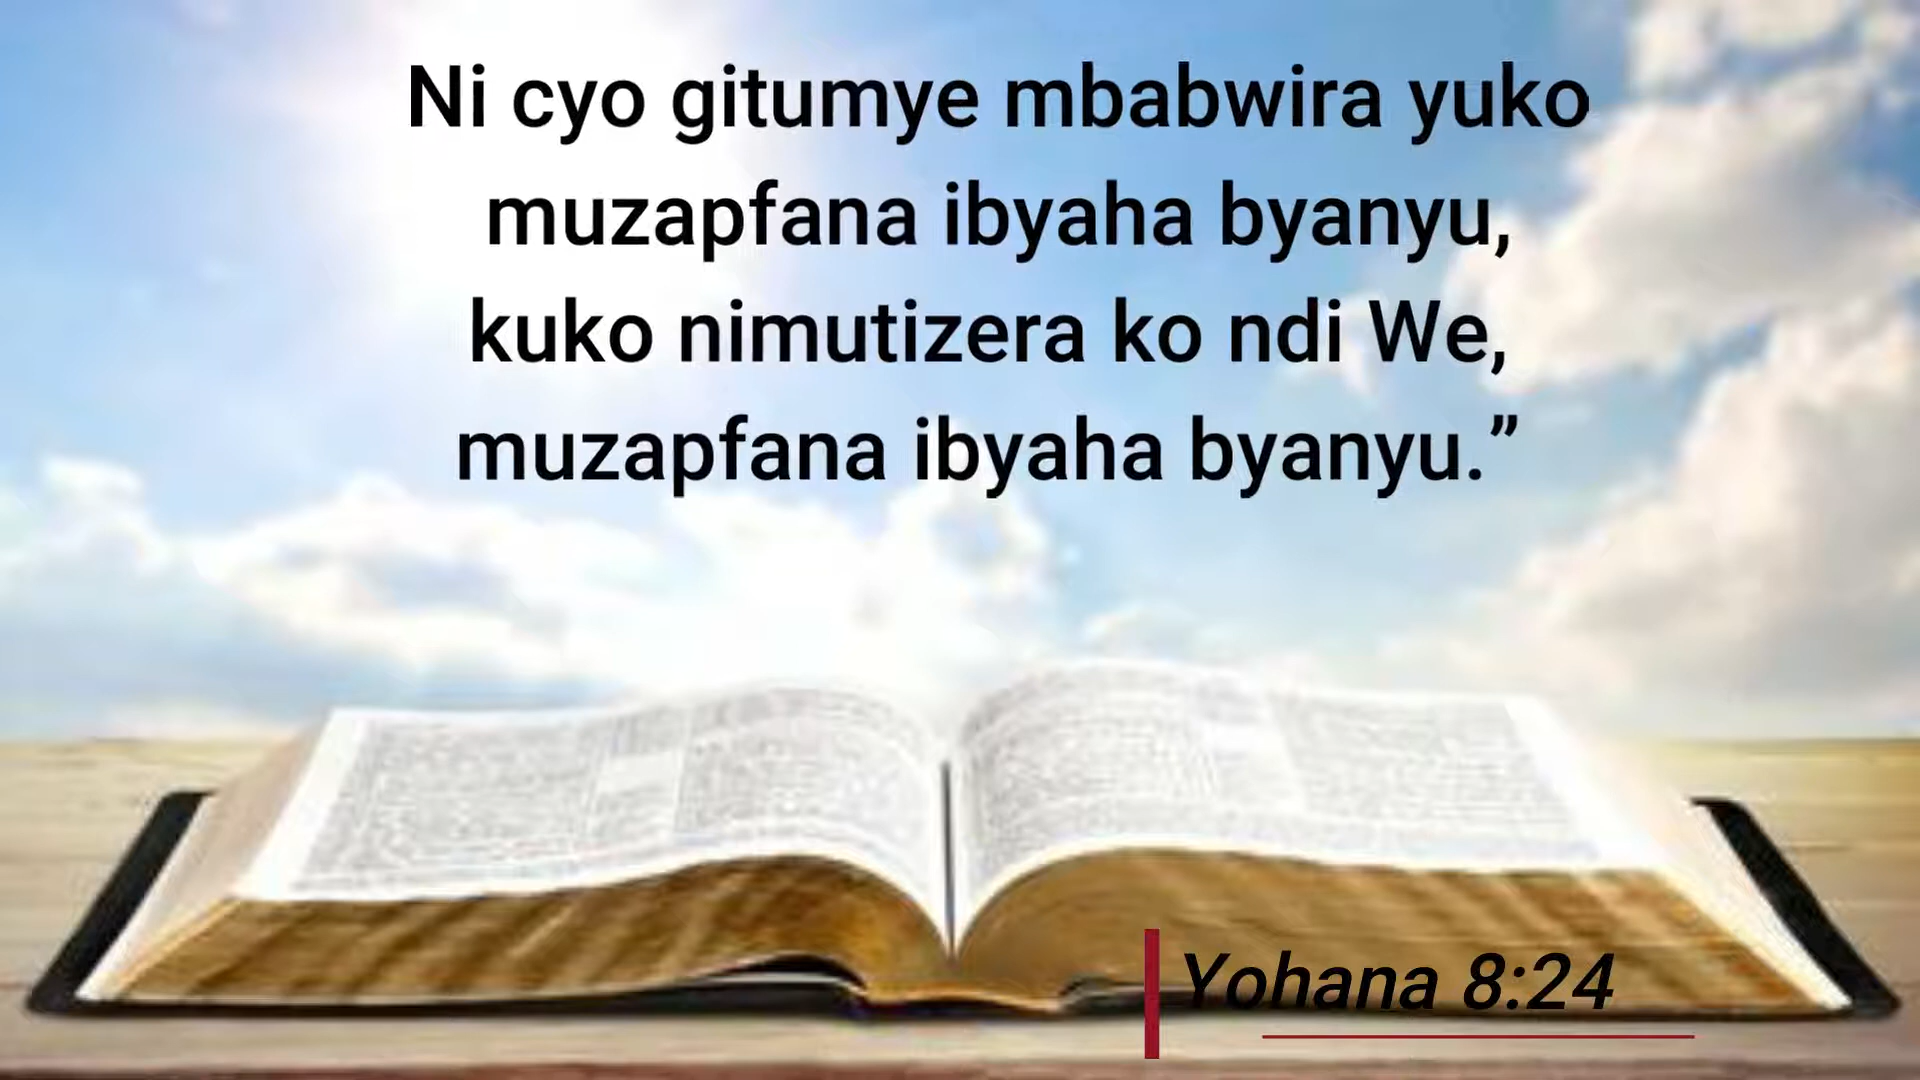 Ni cyo gitumye mbabwira yuko
muzapfana ibyaha byanyu,
kuko nimutizera ko ndi We,
muzapfana ibyaha byanyu.”
Yohana 8:24